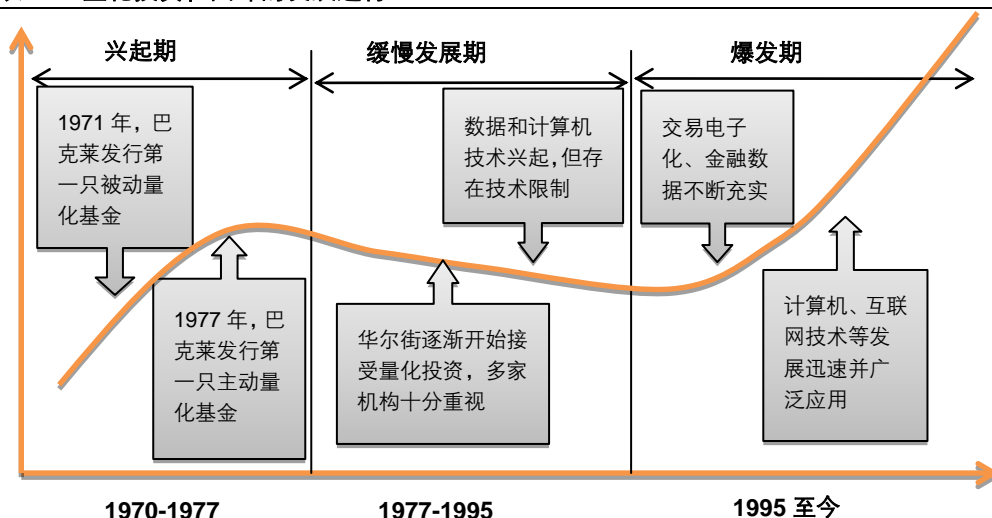 兴起期
缓慢发展期
爆发期
1971 年，巴
克莱发行第
一只被动量
化基金
数据和计算机
技术兴起，但存
在技术限制
交易电子
化、金融数
据不断充实
1977 年，巴
克莱发行第
一只主动量
化基金
华尔街逐渐开始接
受量化投资，多家
机构十分重视
计算机、互联
网技术等发
展迅速并广
泛应用
1970-1977
1977-1995
1995 至今